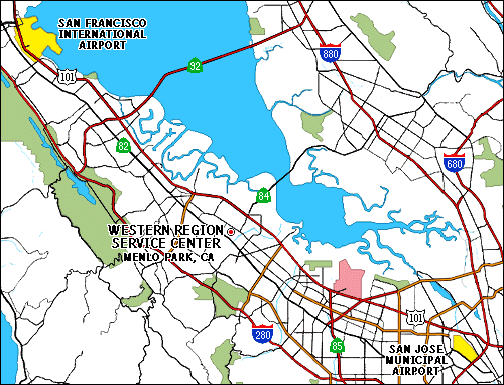 SAN FRANCISCO
INTERNATIONAL
AIRPORT
92
880
101
82
680
84
WESTERN REGION
SERVICE CENTER
MENLO PARK, CA
101
280
85
SAN JOSE
MUNICIPAL
AIRPORT